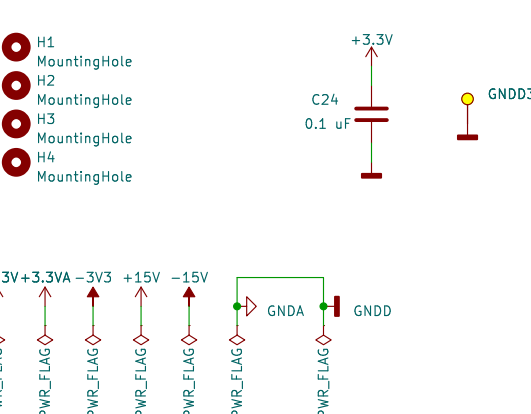 H1
MountingHole
H2
MountingHole
H3
MountingHole
H4
MountingHole
+3.3V
C24
0.1 uF
GNDD3
3V
+3.3VA
-3V3
+15V
-15V
GNDA
GNDD
PWR_FLAG
PWR_FLAG
PWR_FLAG
PWR_FLAG
PWR_FLAG
PWR_FLAG